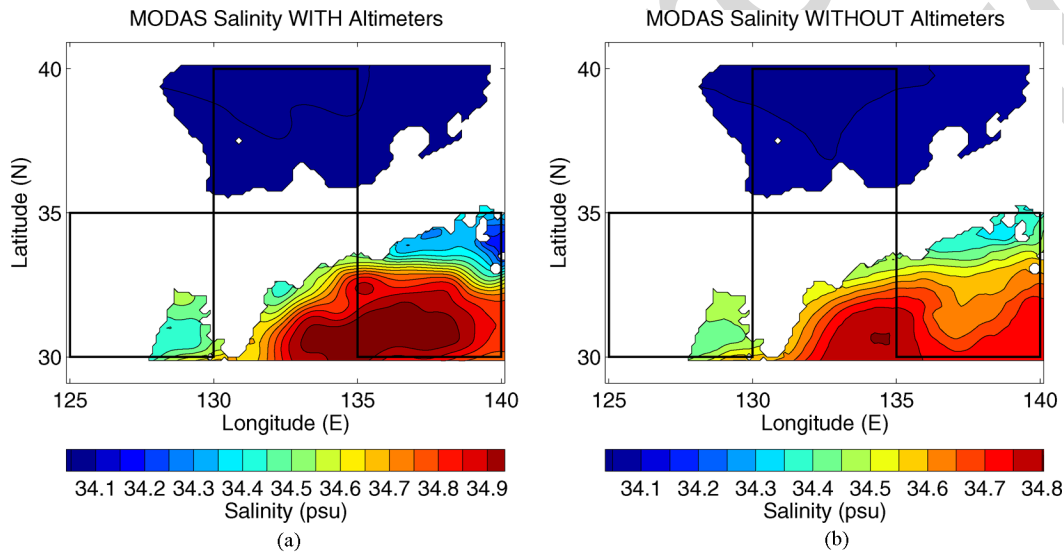 MODAS Salinity WITH Altimeters
40
35
30
Latitude (N)
125 130 135 140
Longitude (E)
34.1 34.2 34.3 34.4 34.5 34.6 34.7 34.8 34.9
Salinity (psu)
(a)
MODAS Salinity WITHOUT Altimeters
40
35
30
Latitude (N)
125 130 135 140
Longitude (E)
34.1 34.2 34.3 34.4 34.5 34.6 34.7 34.8
Salinity (psu)
(b)